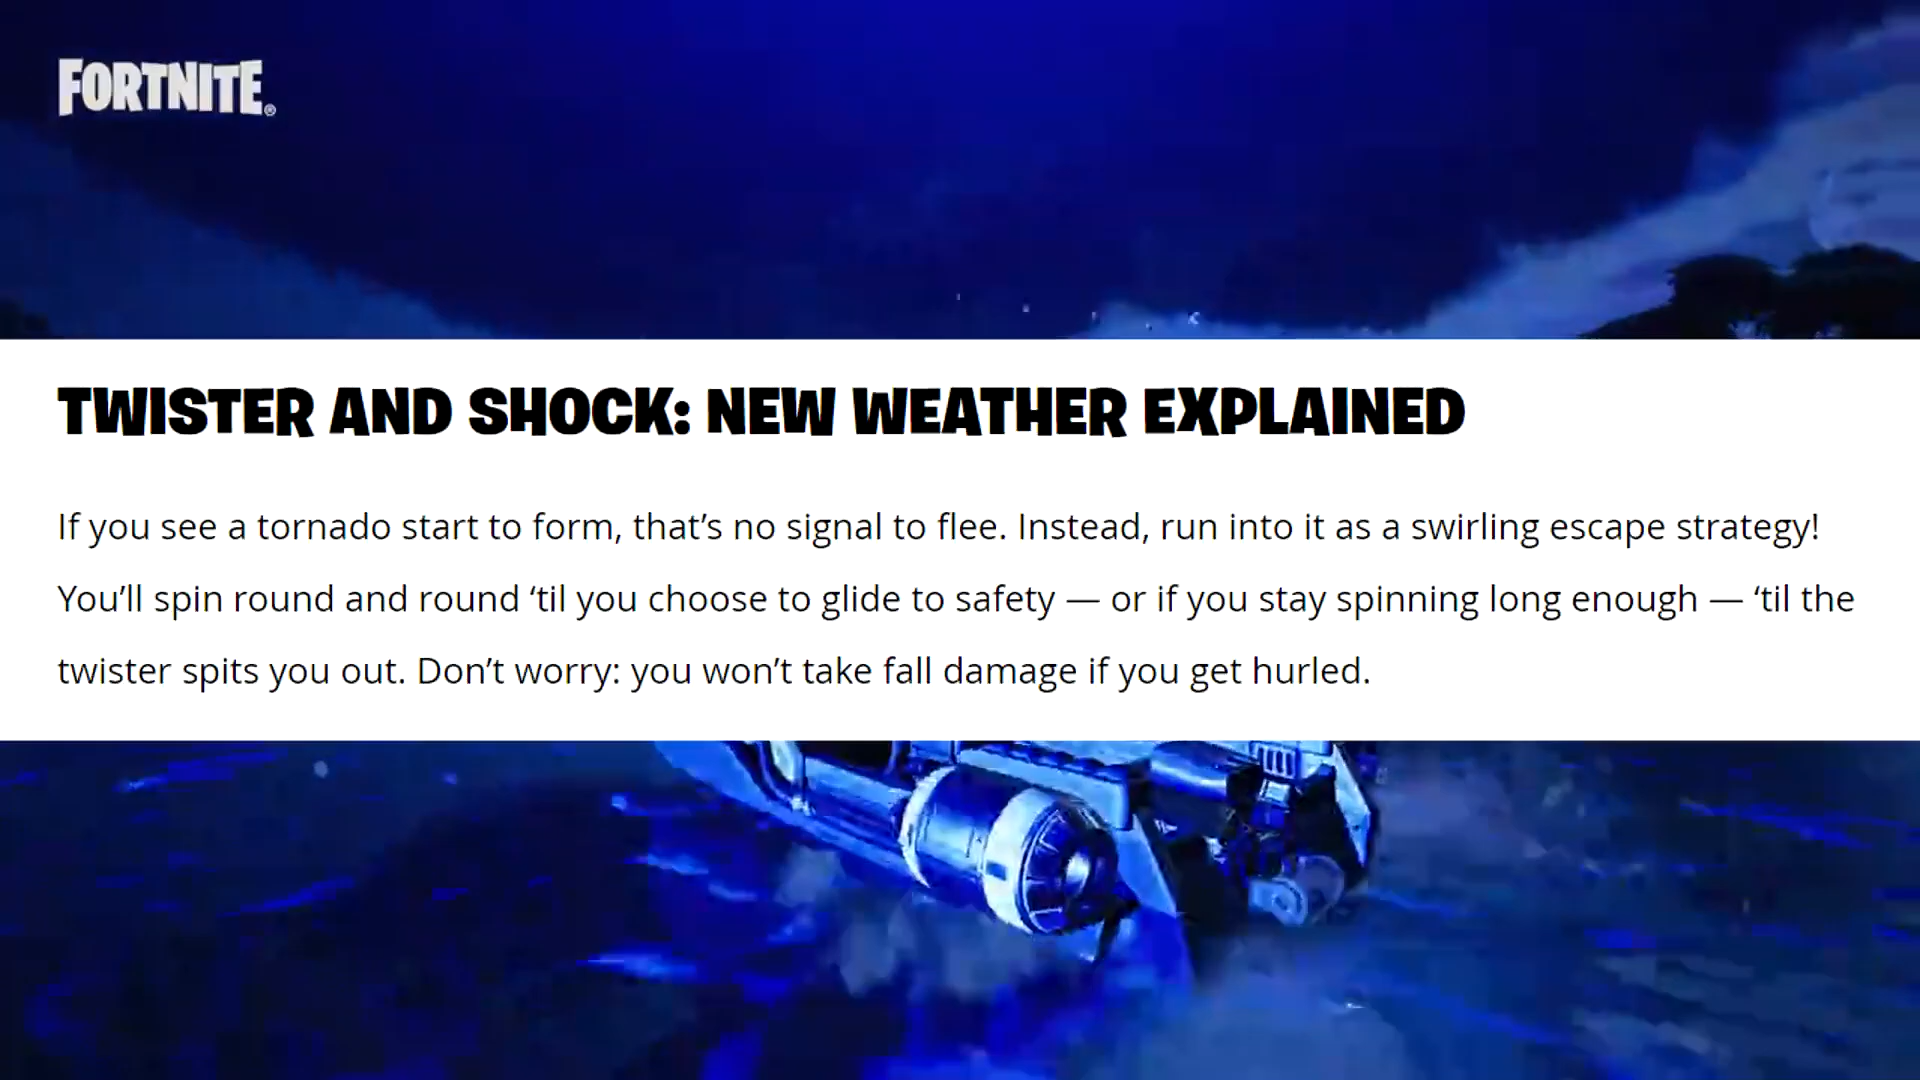 FORTNITE®
TWISTER AND SHOCK: NEW WEATHER EXPLAINED
If you see a tornado start to form, that’s no signal to flee. Instead, run into it as a swirling escape strategy!
You’ll spin round and round ‘til you choose to glide to safety — or if you stay spinning long enough — ‘til the
twister spits you out. Don’t worry: you won’t take fall damage if you get hurled.